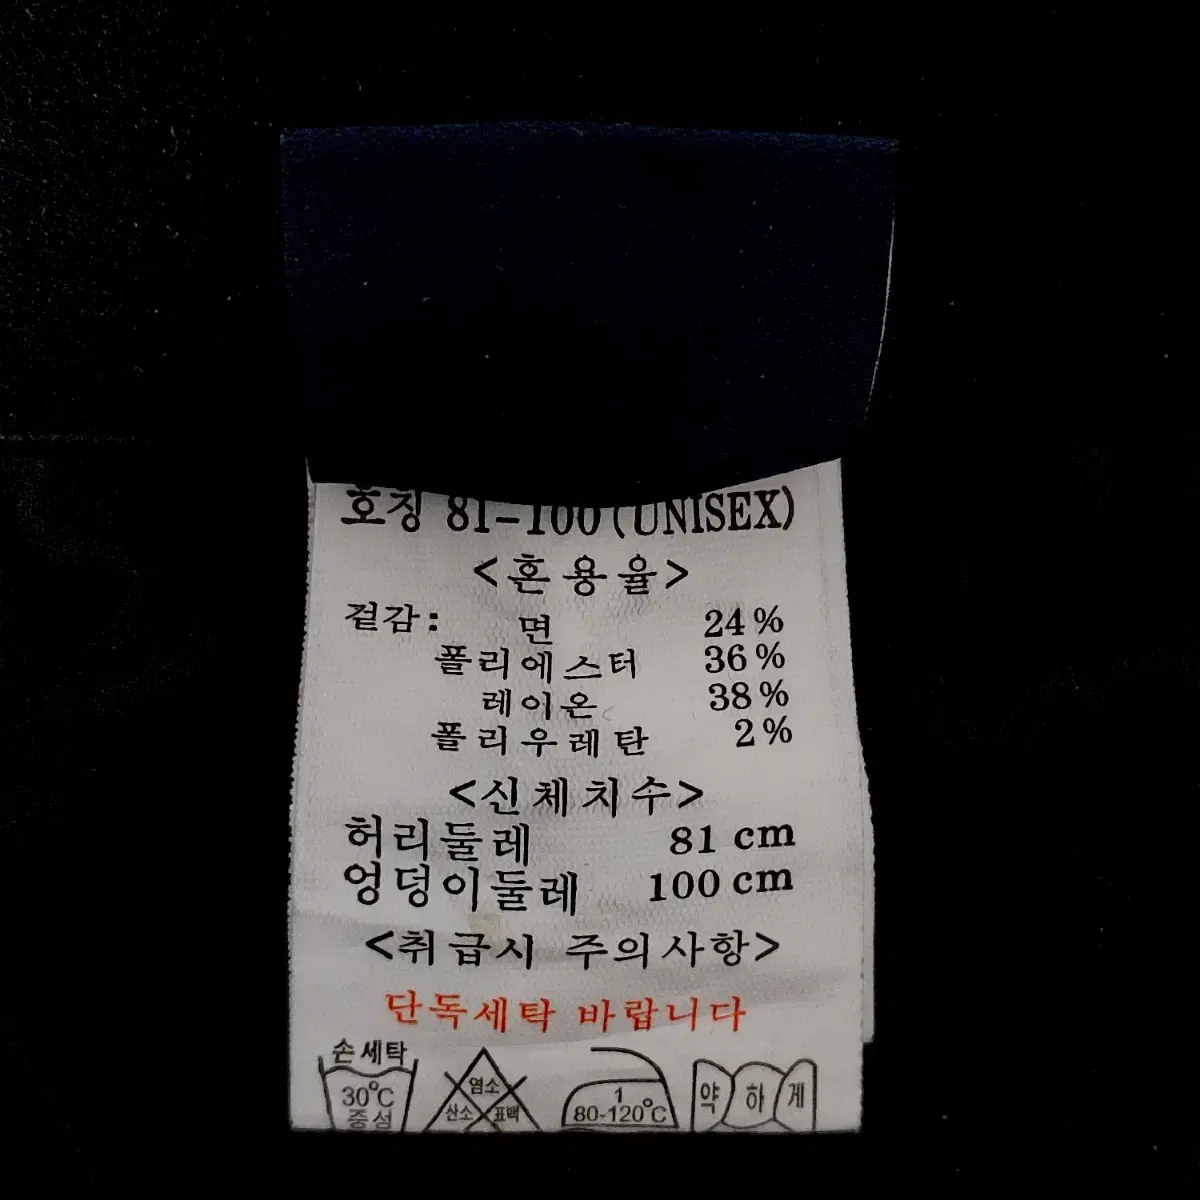 호칭 81-100(UNISEX)
<혼용율>
겉감: 면 24%
폴리에스터 36%
레이온 38%
폴리우레탄 2%
<신체치수>
허리둘레 81 cm
엉덩이둘레 100 cm
<취급시 주의사항>
단독세탁 바랍니다
손세탁
30℃
중성
염소
산소 표백
1
80-120℃
약하게